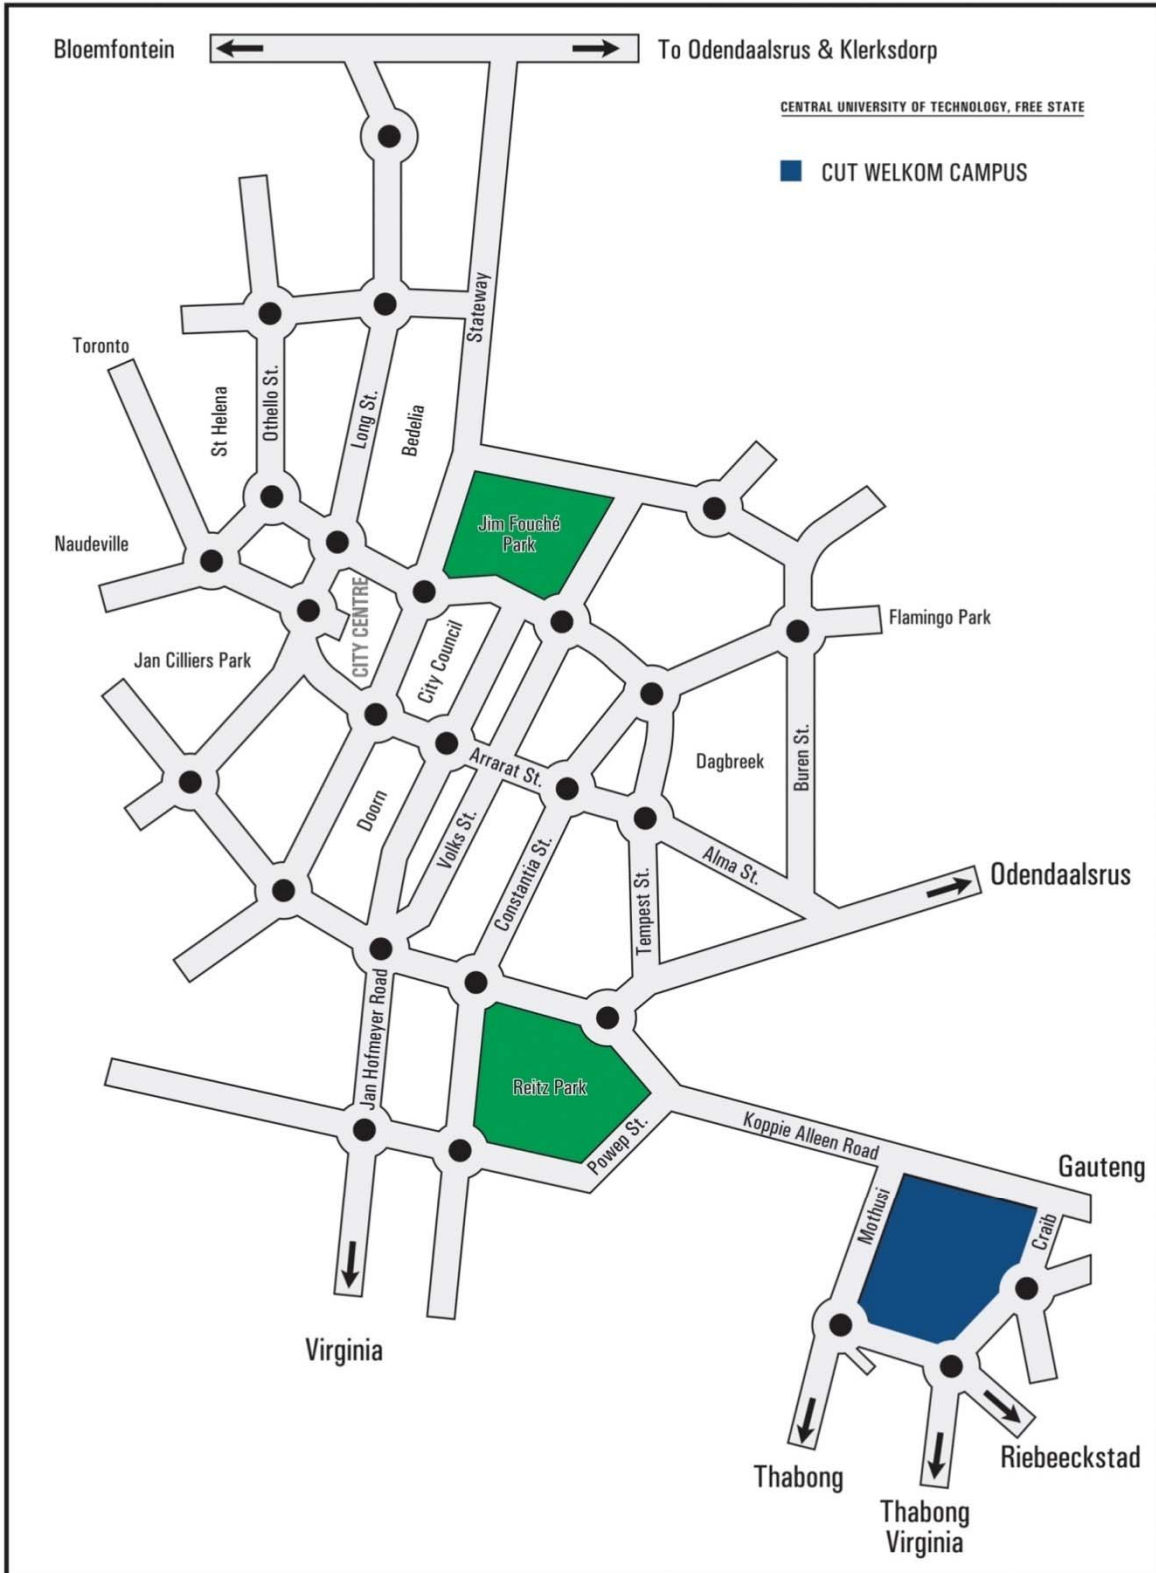 Bloemfontein
To Odendaalsrus & Klerksdorp
CENTRAL UNIVERSITY OF TECHNOLOGY, FREE STATE
CUT WELKOM CAMPUS
Stateway
Toronto
St Helena
Othello St.
Long St.
Bedelia
Jim Fouché
Park
Naudeville
CITY CENTRE
Flamingo Park
Jan Cilliers Park
City Council
Arrarat St.
Dagbreek
Buren St.
Doorn
Volks St.
Constantia St.
Alma St.
Tempest St.
Odendaalsrus
Jan Hofmeyer Road
Reitz Park
Powep St.
Koppie Alleen Road
Gauteng
Mothusi
Craib
Virginia
Thabong
Riebeeckstad
Thabong
Virginia